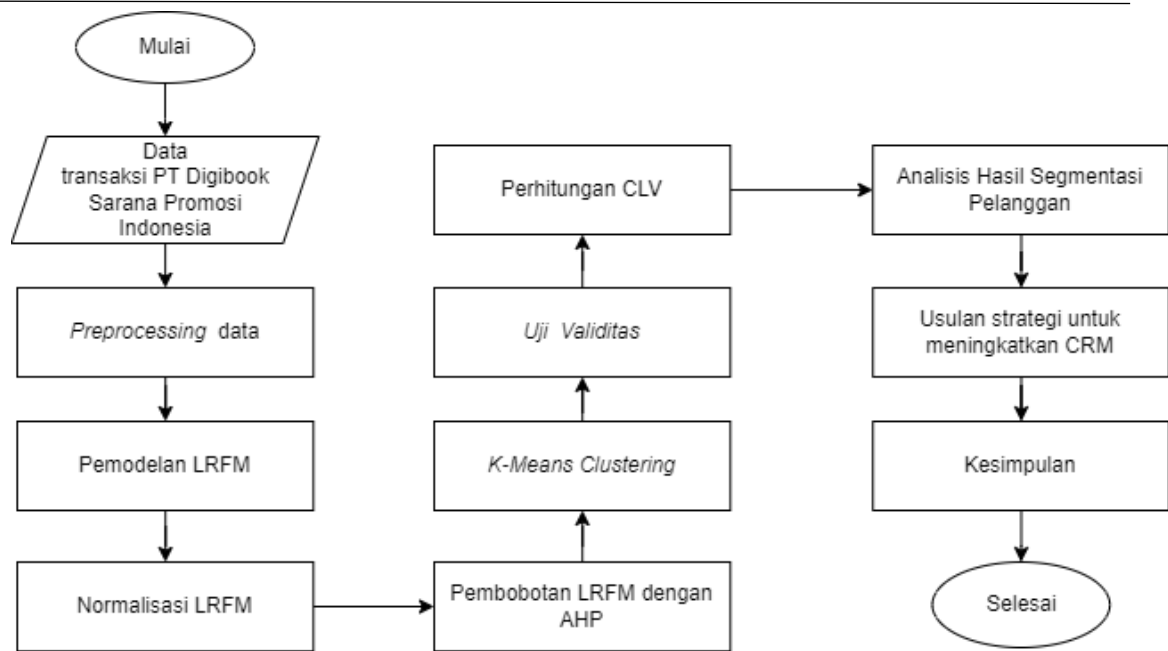 Mulai
Data
transaksi PT Digibook
Sarana Promosi
Indonesia
Preprocessing data
Pemodelan LRFM
Normalisasi LRFM
Pembobotan LRFM dengan
AHP
K-Means Clustering
Uji Validitas
Perhitungan CLV
Analisis Hasil Segmentasi
Pelanggan
Usulan strategi untuk
meningkatkan CRM
Kesimpulan
Selesai